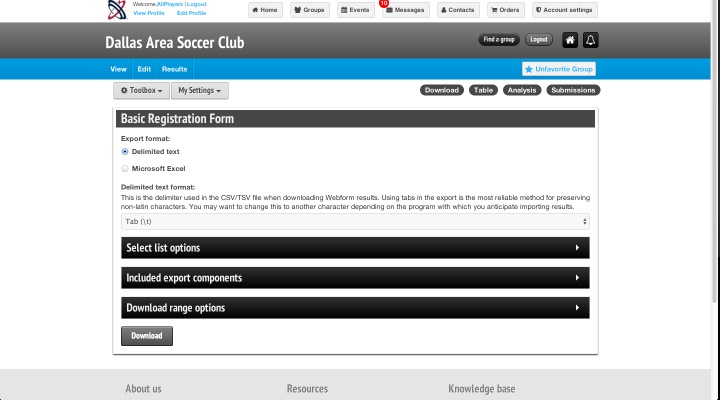 Welcome, AllPlayers | Logout
View Profile Edit Profile
Home Groups Events 10 Messages Contacts Orders Account settings
Dallas Area Soccer Club
Find a group Logout
View Edit Results
Unfavorite Group
Toolbox My Settings
Download Table Analysis Submissions
Basic Registration Form
Export format:
Delimited text
Microsoft Excel
Delimited text format:
This is the delimiter used in the CSV/TSV file when downloading Webform results. Using tabs in the export is the most reliable method for preserving
non-latin characters. You may want to change this to another character depending on the program with which you anticipate importing results.
Tab (\t)
Select list options
Included export components
Download range options
Download
About us Resources Knowledge base